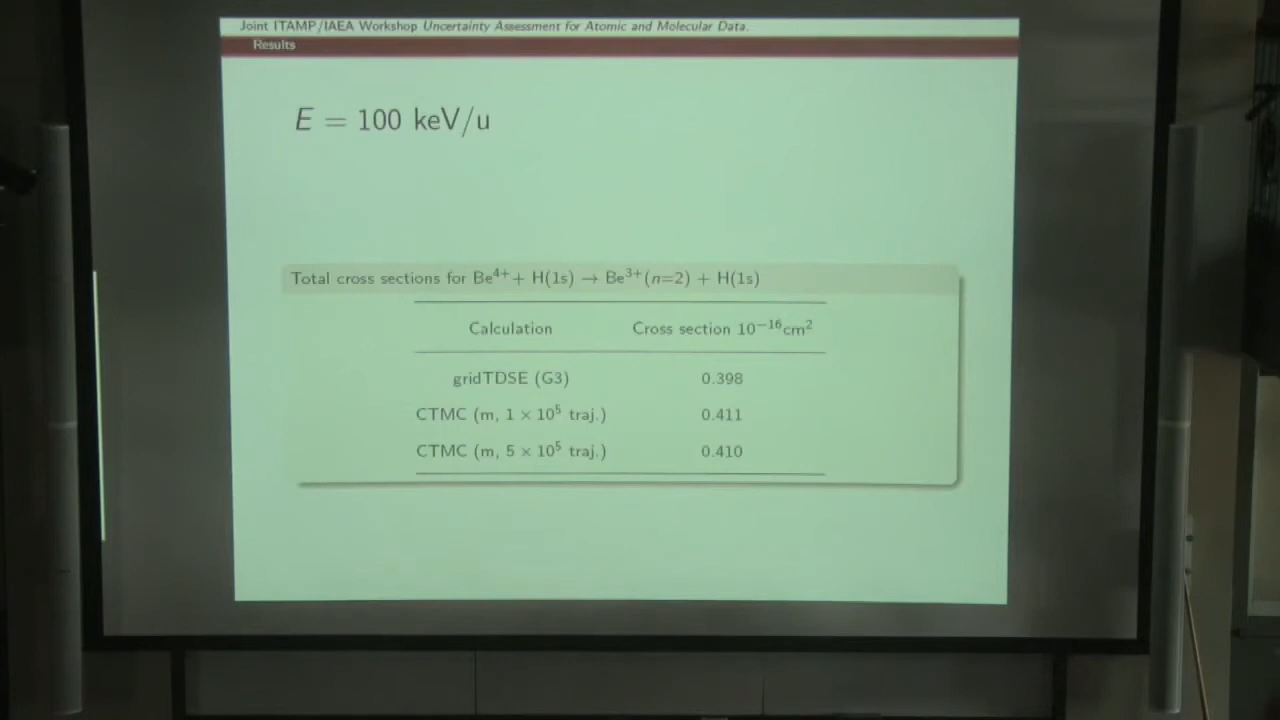 Joint ITAMP/IAEA Workshop Uncertainty Assessment for Atomic and Molecular Data.
Results
E = 100 keV/u
Total cross sections for Be⁴⁺ + H(1s) → Be³⁺(n=2) + H(1s)
Calculation Cross section 10⁻¹⁶cm²
gridTDSE (G3) 0.398
CTMC (m, 1 × 10⁵ traj.) 0.411
CTMC (m, 5 × 10⁵ traj.) 0.410